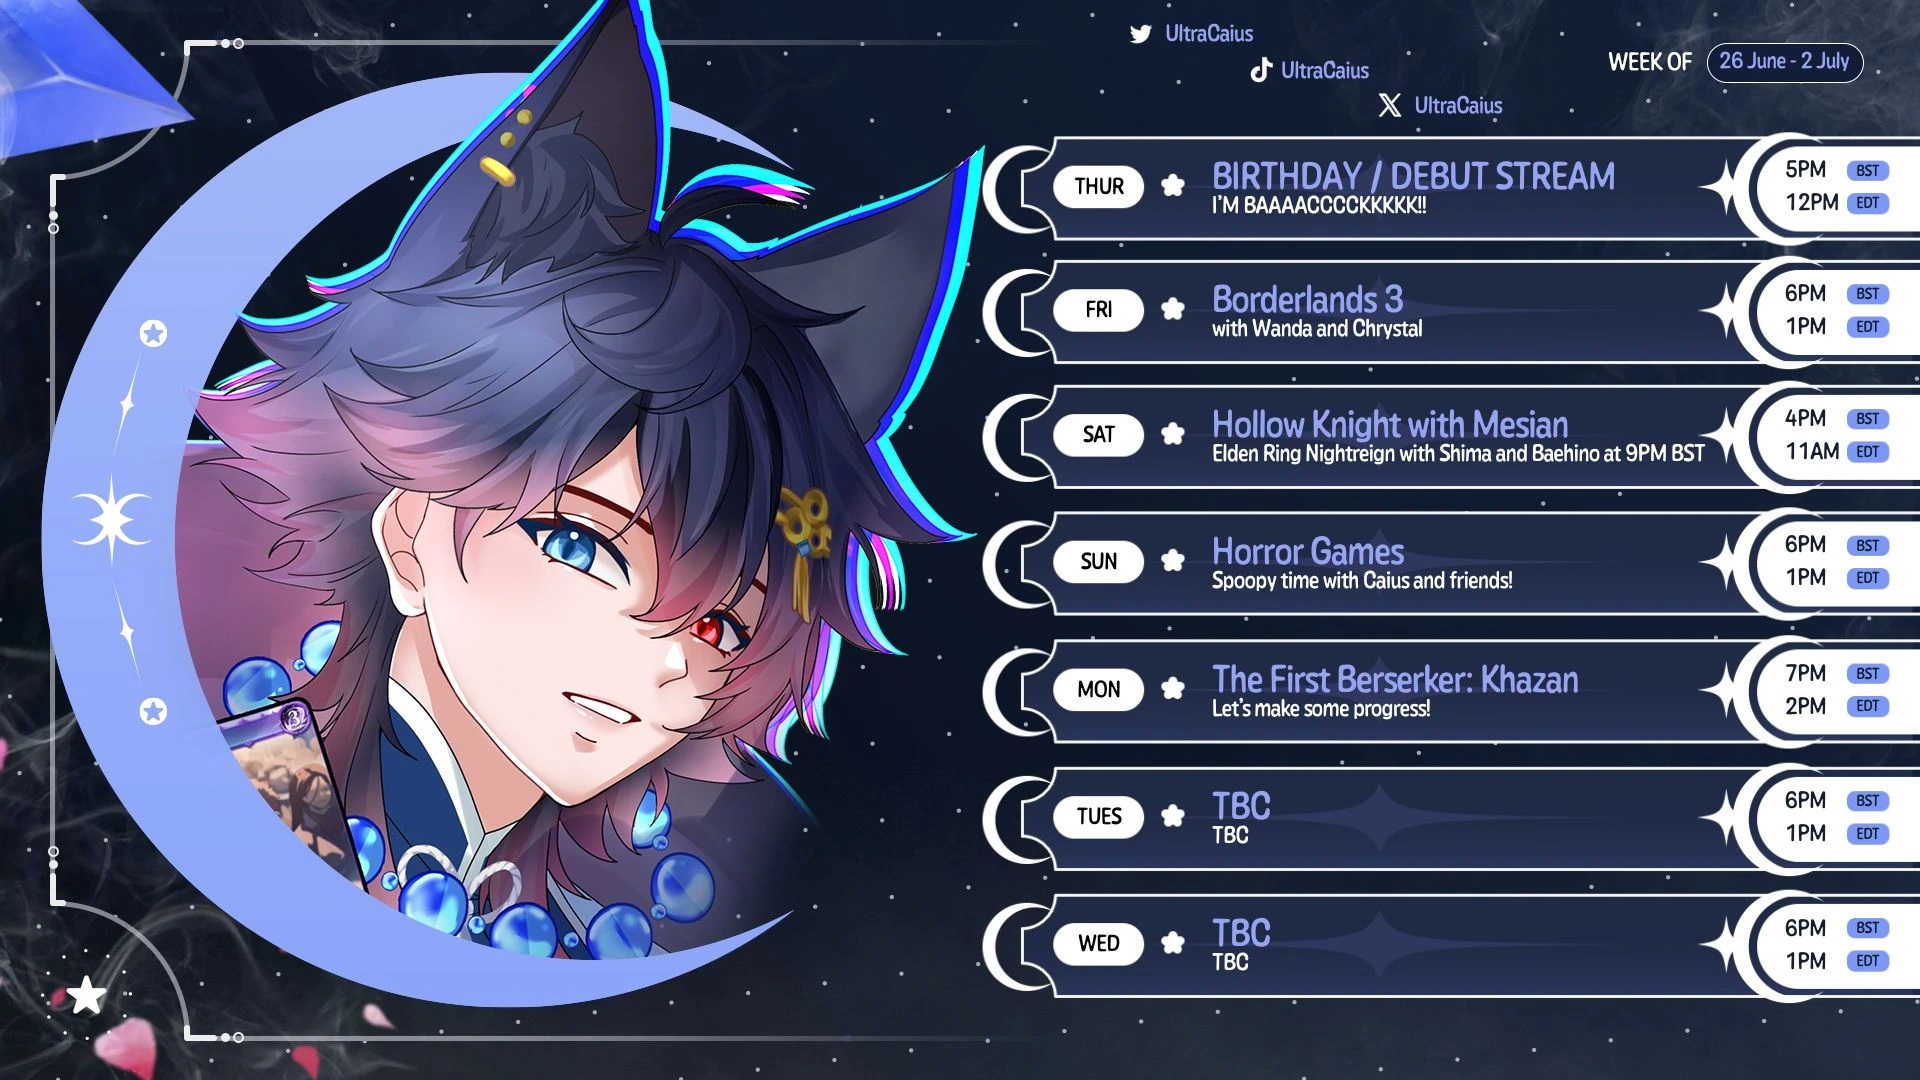 UltraCaius
UltraCaius
UltraCaius
WEEK OF 26 June - 2 July
THUR
BIRTHDAY / DEBUT STREAM
I'M BAAAACCCCKKKKK!!
5PM BST
12PM EDT
FRI
Borderlands 3
with Wanda and Chrystal
6PM BST
1PM EDT
SAT
Hollow Knight with Mesian
Elden Ring Nightreign with Shima and Baehino at 9PM BST
4PM BST
11AM EDT
SUN
Horror Games
Spoopy time with Caius and friends!
6PM BST
1PM EDT
MON
The First Berserker: Khazan
Let's make some progress!
7PM BST
2PM EDT
TUES
TBC
TBC
6PM BST
1PM EDT
WED
TBC
TBC
6PM BST
1PM EDT
3